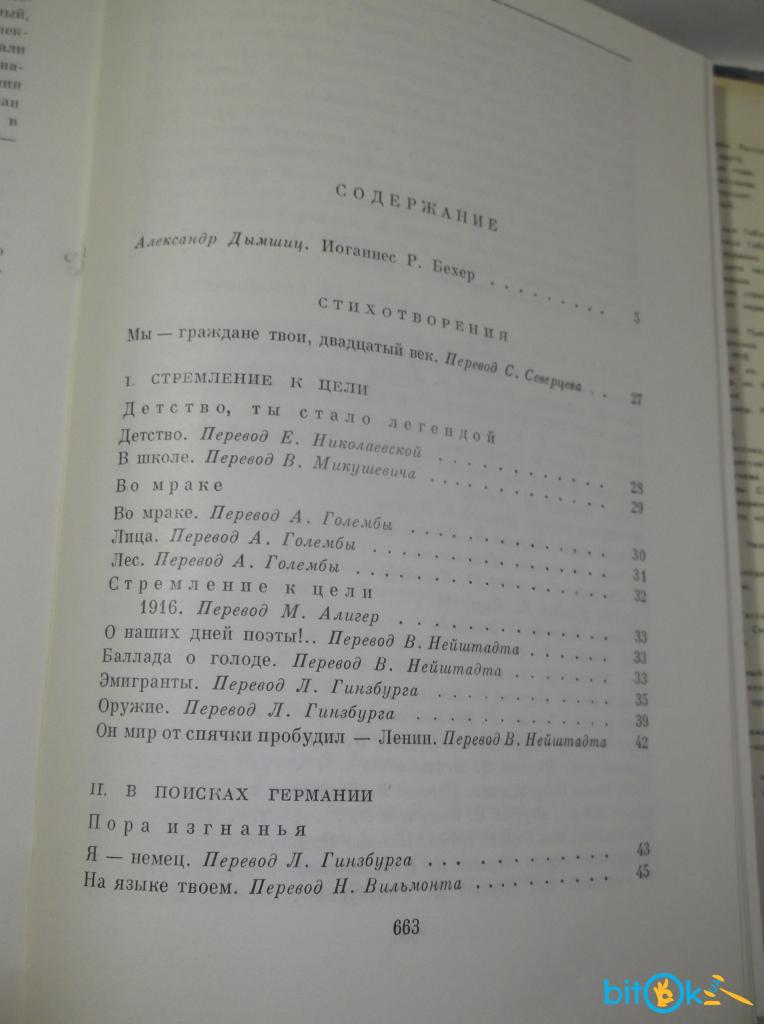 СОДЕРЖАНИЕ
Александр Дымшиц. Иоганнес Р. Бехер . . . . . . . . . 5
СТИХОТВОРЕНИЯ
Мы — граждане твои, двадцатый век. Перевод С. Северцева . . 27
I. СТРЕМЛЕНИЕ К ЦЕЛИ
Детство, ты стало легендой
Детство. Перевод Е. Николаевской . . . . . . . . . . . 28
В школе. Перевод В. Микушевича . . . . . . . . . . . 29
Во мраке
Во мраке. Перевод А. Голембы . . . . . . . . . . . . 30
Лица. Перевод А. Голембы . . . . . . . . . . . . . . 31
Лес. Перевод А. Голембы . . . . . . . . . . . . . . . 32
Стремление к цели
1916. Перевод М. Алигер . . . . . . . . . . . . . 33
О наших дней поэты!.. Перевод В. Нейштадта . . . . . . 33
Баллада о голоде. Перевод В. Нейштадта . . . . . . . 33
Эмигранты. Перевод Л. Гинзбурга . . . . . . . . . . . 35
Оружие. Перевод Л. Гинзбурга . . . . . . . . . . . . 39
Он мир от спячки пробудил — Ленин. Перевод В. Нейштадта 42
II. В ПОИСКАХ ГЕРМАНИИ
Пора изгнанья
Я — немец. Перевод Л. Гинзбурга . . . . . . . . . . . 43
На языке твоем. Перевод Н. Вильмонта . . . . . . . . . . 45
663
bitOk